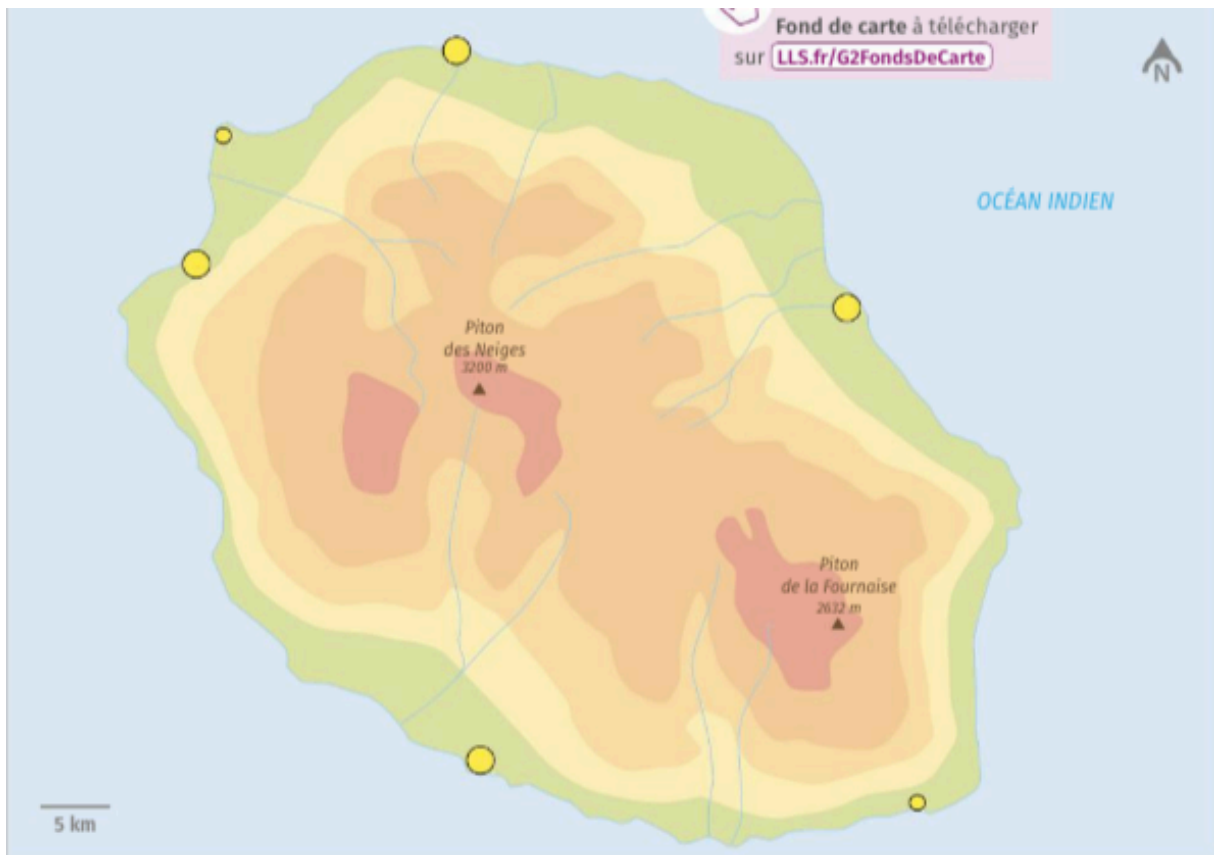 Fond de carte à télécharger
sur LLS.fr/G2FondsDeCarte
N
OCÉAN INDIEN
Piton
des Neiges
3200 m
Piton
de la Fournaise
2632 m
5 km